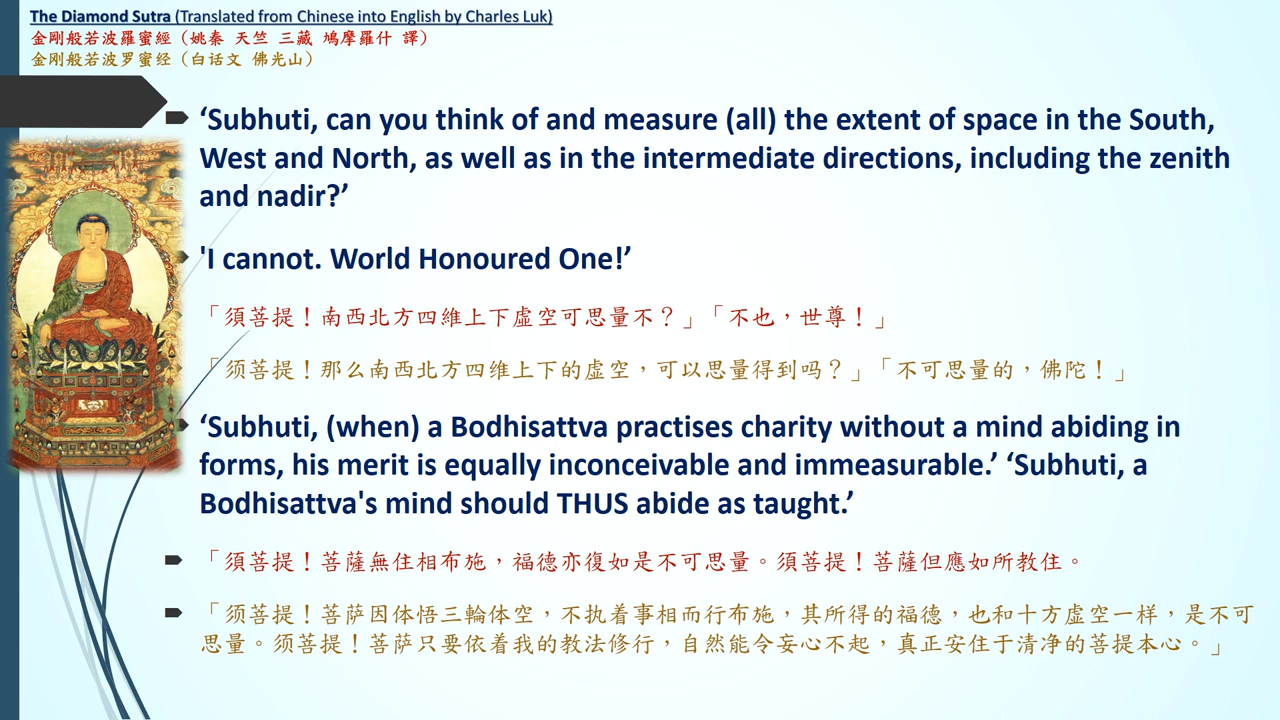 The Diamond Sutra (Translated from Chinese into English by Charles Luk)
金剛般若波羅蜜經（姚秦 天竺 三藏 鳩摩羅什 譯）
金剛般若波罗蜜经（白话文 佛光山）
‘Subhuti, can you think of and measure (all) the extent of space in the South,
West and North, as well as in the intermediate directions, including the zenith
and nadir?’
'I cannot. World Honoured One!’
「須菩提！南西北方四維上下虛空可思量不？」「不也，世尊！」
「须菩提！那么南西北方四维上下的虚空，可以思量得到吗？」「不可思量的，佛陀！」
‘Subhuti, (when) a Bodhisattva practises charity without a mind abiding in
forms, his merit is equally inconceivable and immeasurable.’ ‘Subhuti, a
Bodhisattva's mind should THUS abide as taught.’
「須菩提！菩薩無住相布施，福德亦復如是不可思量。須菩提！菩薩但應如所教住。
「须菩提！菩萨因体悟三輪体空，不执着事相而行布施，其所得的福德，也和十方虚空一样，是不可
思量。须菩提！菩萨只要依着我的教法修行，自然能令妄心不起，真正安住于清净的菩提本心。」